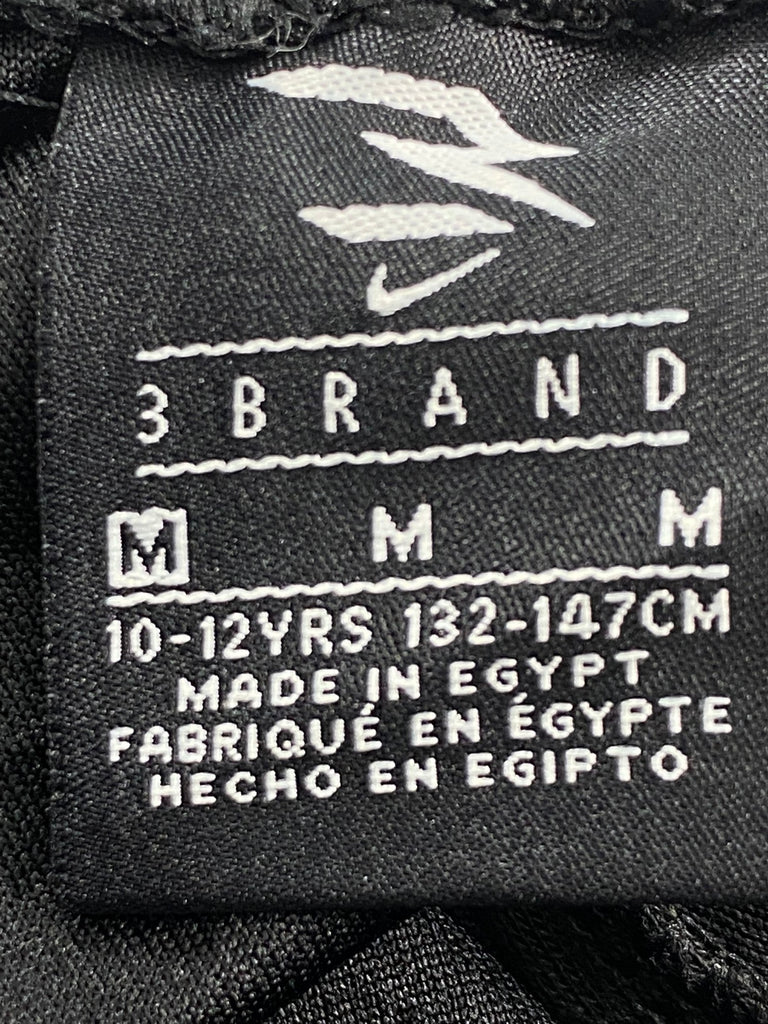 3 BRAND
M M M
10-12YRS 132-147CM
MADE IN EGYPT
FABRIQUÉ EN ÉGYPTE
HECHO EN EGIPTO